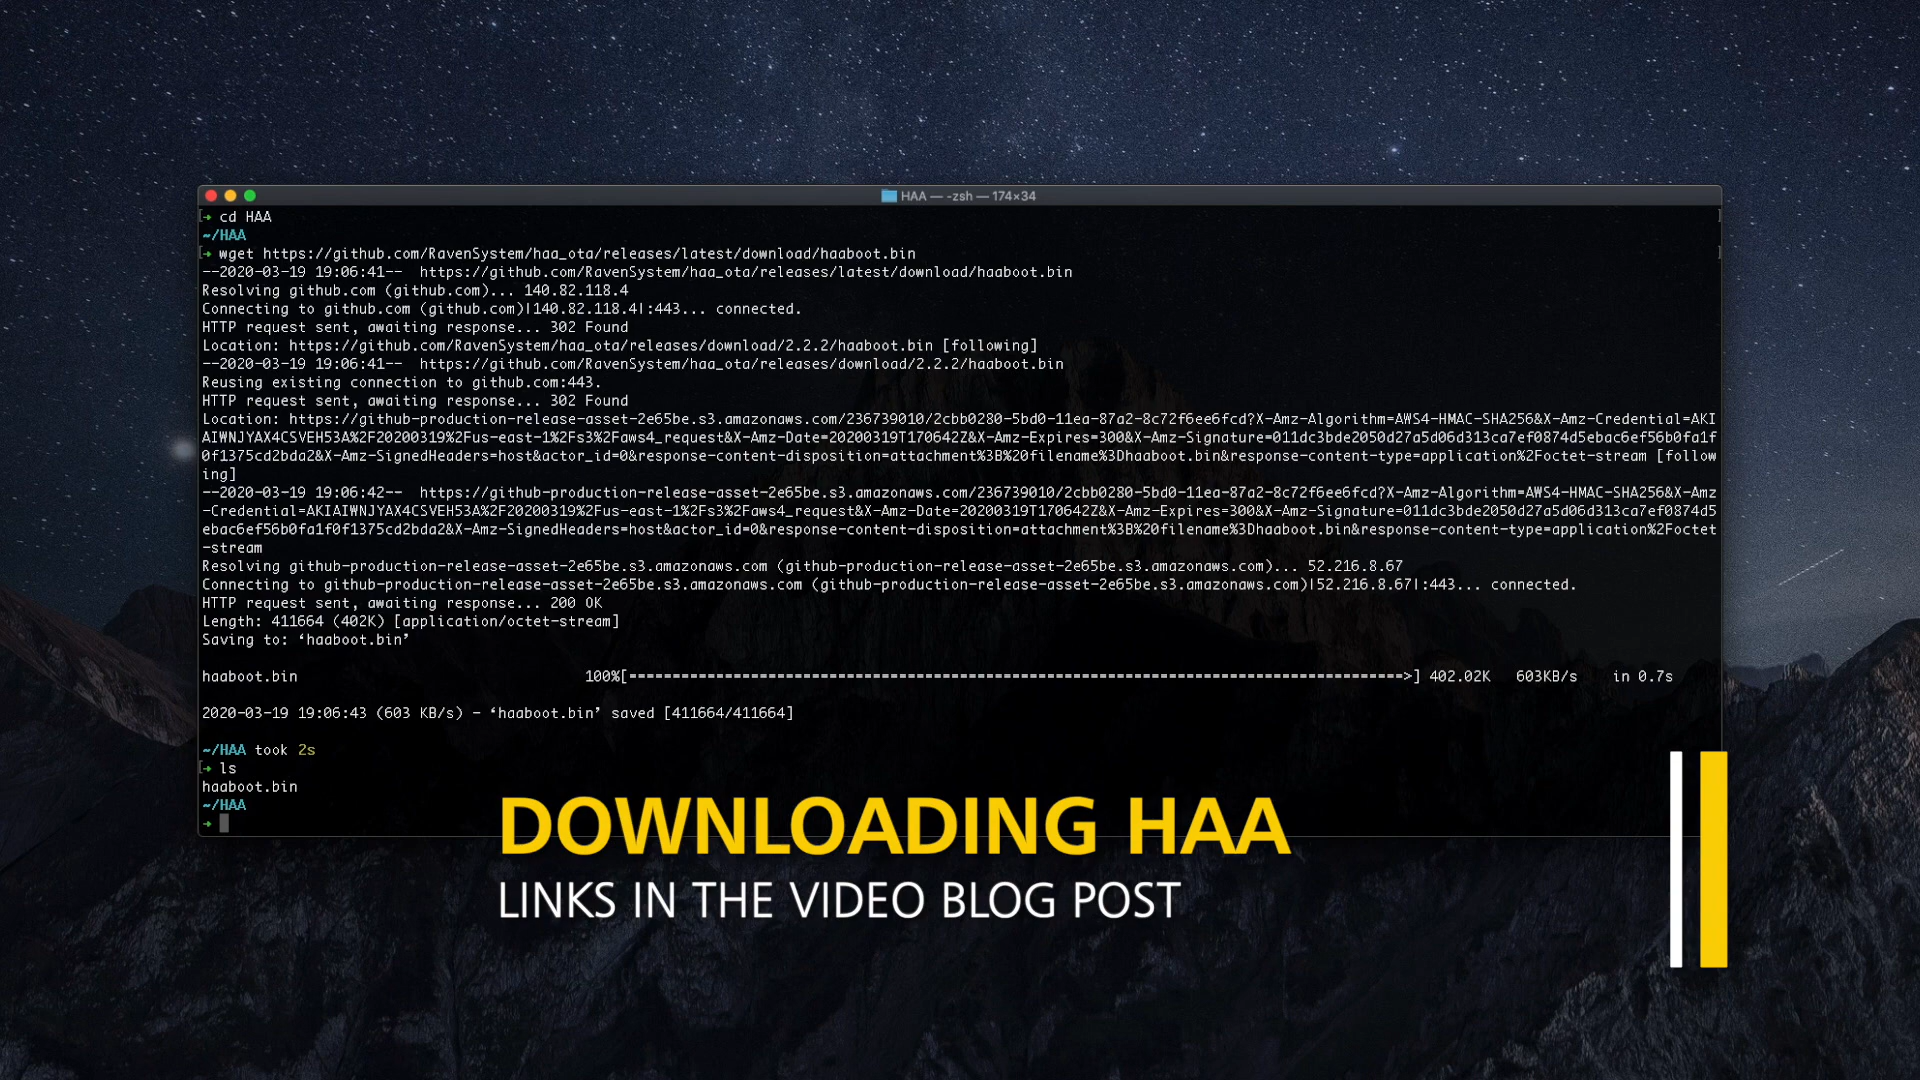 HAA — -zsh — 174×34
cd HAA
~/HAA
wget https://github.com/RavenSystem/haa_ota/releases/latest/download/haaboot.bin
--2020-03-19 19:06:41-- https://github.com/RavenSystem/haa_ota/releases/latest/download/haaboot.bin
Resolving github.com (github.com)... 140.82.118.4
Connecting to github.com (github.com)|140.82.118.4|:443... connected.
HTTP request sent, awaiting response... 302 Found
Location: https://github.com/RavenSystem/haa_ota/releases/download/2.2.2/haaboot.bin [following]
--2020-03-19 19:06:41-- https://github.com/RavenSystem/haa_ota/releases/download/2.2.2/haaboot.bin
Reusing existing connection to github.com:443.
HTTP request sent, awaiting response... 302 Found
Location: https://github-production-release-asset-2e65be.s3.amazonaws.com/236739010/2cbb0280-5bd0-11ea-87a2-8c72f6ee6fcd?X-Amz-Algorithm=AWS4-HMAC-SHA256&X-Amz-Credential=AKI
AIWNJYAX4CSVEH53A%2F20200319%2Fus-east-1%2Fs3%2Faws4_request&X-Amz-Date=20200319T170642Z&X-Amz-Expires=300&X-Amz-Signature=011dc3bde2050d27a5d06d313ca7ef0874d5ebac6ef56b0fa1f
0f1375cd2bda2&X-Amz-SignedHeaders=host&actor_id=0&response-content-disposition=attachment%3B%20filename%3Dhaaboot.bin&response-content-type=application%2Foctet-stream [follow
ing]
--2020-03-19 19:06:42-- https://github-production-release-asset-2e65be.s3.amazonaws.com/236739010/2cbb0280-5bd0-11ea-87a2-8c72f6ee6fcd?X-Amz-Algorithm=AWS4-HMAC-SHA256&X-Amz
-Credential=AKIAIWNJYAX4CSVEH53A%2F20200319%2Fus-east-1%2Fs3%2Faws4_request&X-Amz-Date=20200319T170642Z&X-Amz-Expires=300&X-Amz-Signature=011dc3bde2050d27a5d06d313ca7ef0874d5
ebac6ef56b0fa1f0f1375cd2bda2&X-Amz-SignedHeaders=host&actor_id=0&response-content-disposition=attachment%3B%20filename%3Dhaaboot.bin&response-content-type=application%2Foctet
-stream
Resolving github-production-release-asset-2e65be.s3.amazonaws.com (github-production-release-asset-2e65be.s3.amazonaws.com)... 52.216.8.67
Connecting to github-production-release-asset-2e65be.s3.amazonaws.com (github-production-release-asset-2e65be.s3.amazonaws.com)|52.216.8.67|:443... connected.
HTTP request sent, awaiting response... 200 OK
Length: 411664 (402K) [application/octet-stream]
Saving to: ‘haaboot.bin’
haaboot.bin 100%[=========================================================================================>] 402.02K 603KB/s in 0.7s
2020-03-19 19:06:43 (603 KB/s) - ‘haaboot.bin’ saved [411664/411664]
~/HAA took 2s
ls
haaboot.bin
~/HAA
DOWNLOADING HAA
LINKS IN THE VIDEO BLOG POST